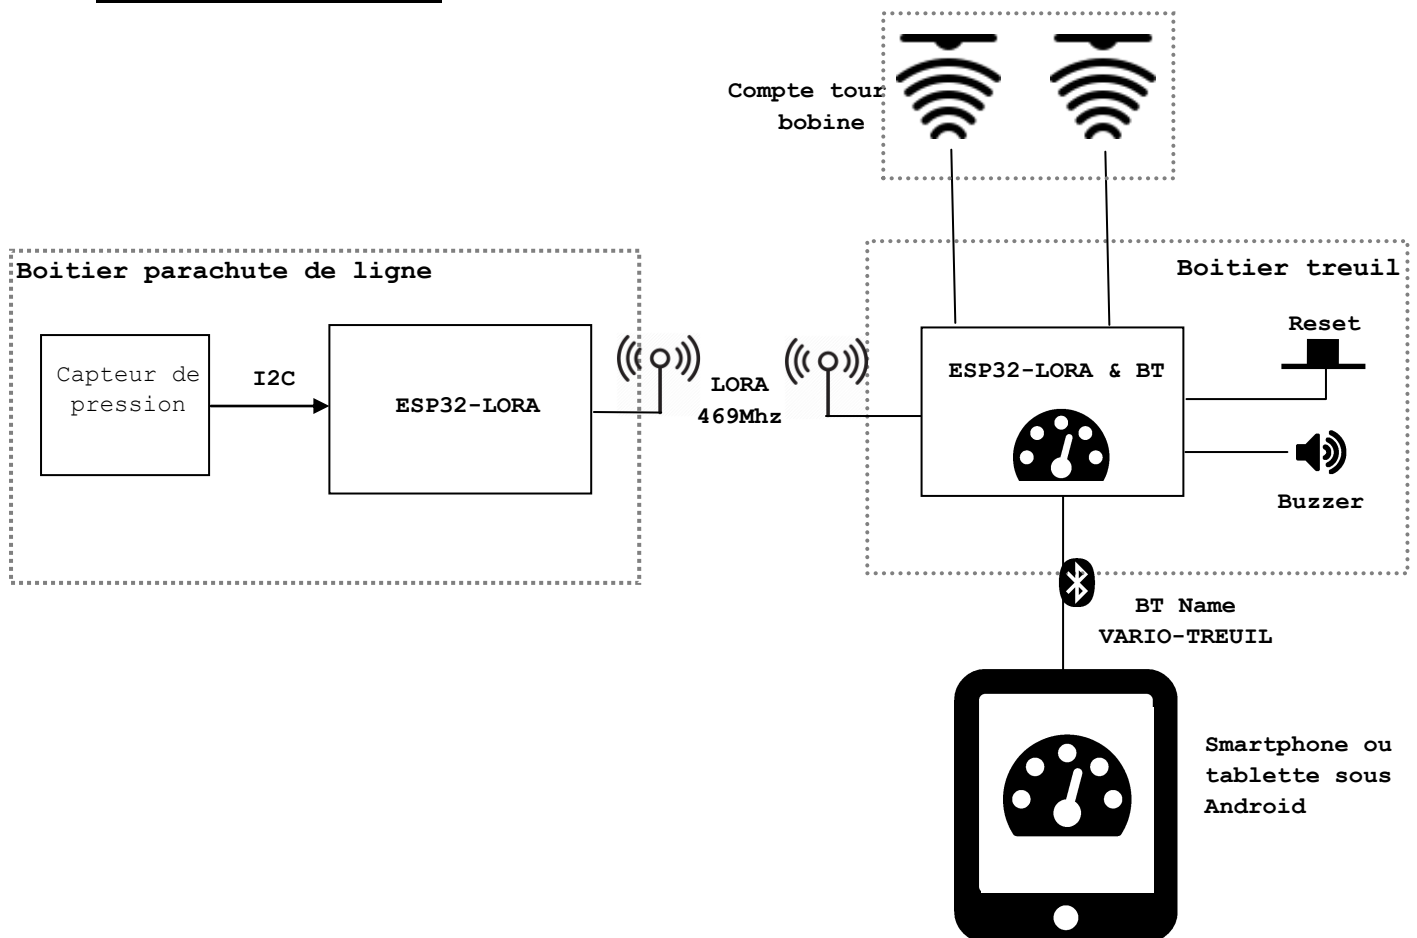 Compte tour
bobine
Boitier parachute de ligne
Capteur de
pression
I2C
ESP32-LORA
LORA
469Mhz
Boitier treuil
ESP32-LORA & BT
Reset
Buzzer
BT Name
VARIO-TREUIL
Smartphone ou
tablette sous
Android